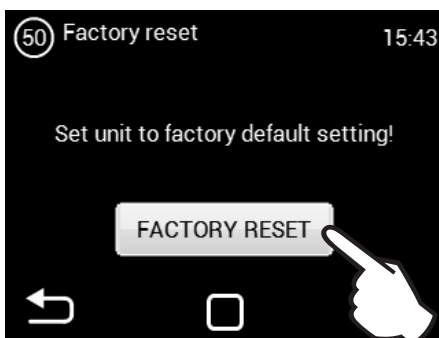 50 Factory reset 15:43
Set unit to factory default setting!
FACTORY RESET